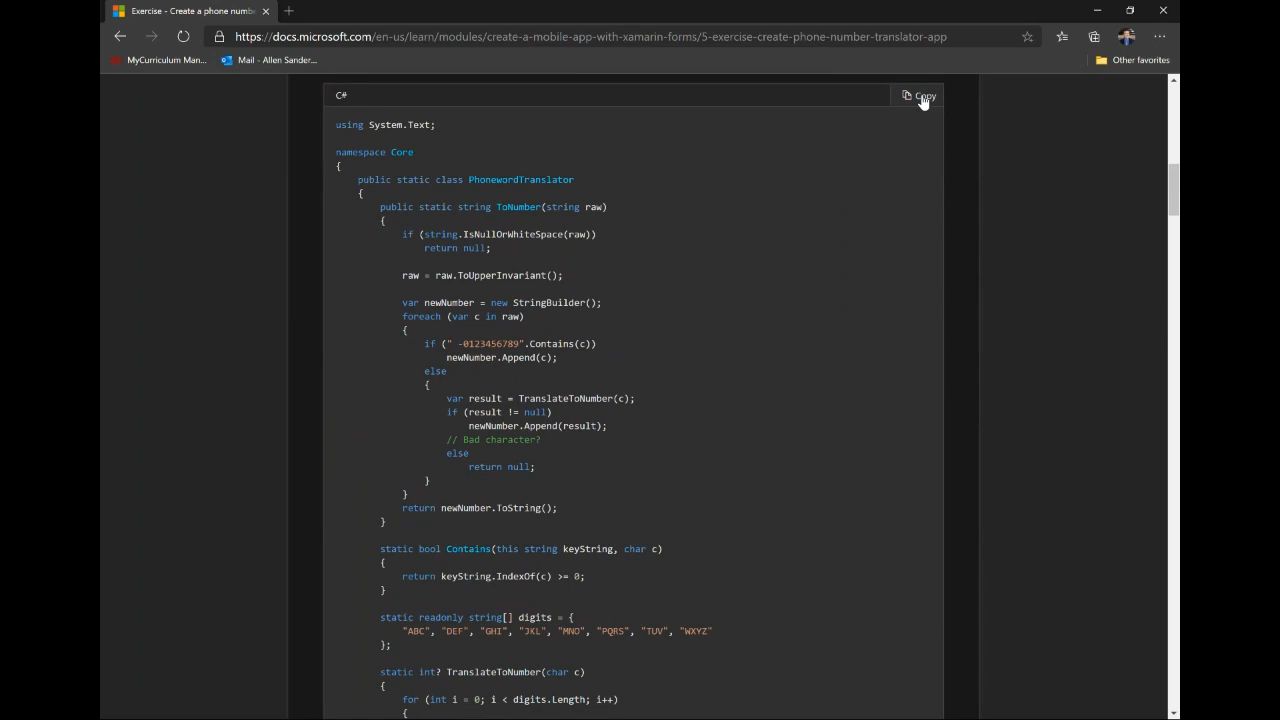 Exercise - Create a phone numb
https://docs.microsoft.com/en-us/learn/modules/create-a-mobile-app-with-xamarin-forms/5-exercise-create-phone-number-translator-app
MyCurriculum Man...
Mail - Allen Sander...
Other favorites
C#
Copy
using System.Text;
namespace Core
{
public static class PhonewordTranslator
{
public static string ToNumber(string raw)
{
if (string.IsNullOrWhiteSpace(raw))
return null;
raw = raw.ToUpperInvariant();
var newNumber = new StringBuilder();
foreach (var c in raw)
{
if (" -0123456789".Contains(c))
newNumber.Append(c);
else
{
var result = TranslateToNumber(c);
if (result != null)
newNumber.Append(result);
// Bad character?
else
return null;
}
}
return newNumber.ToString();
}
static bool Contains(this string keyString, char c)
{
return keyString.IndexOf(c) >= 0;
}
static readonly string[] digits = {
"ABC", "DEF", "GHI", "JKL", "MNO", "PQRS", "TUV", "WXYZ"
};
static int? TranslateToNumber(char c)
{
for (int i = 0; i < digits.Length; i++)
{